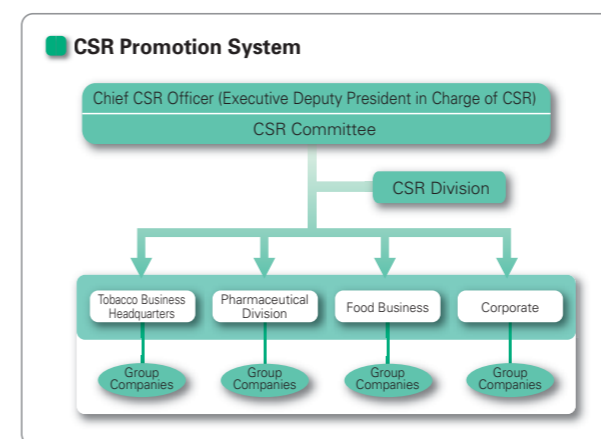 CSR Promotion System
Chief CSR Officer (Executive Deputy President in Charge of CSR)
CSR Committee
CSR Division
Tobacco Business
Headquarters
Pharmaceutical
Division
Food Business
Corporate
Group
Companies
Group
Companies
Group
Companies
Group
Companies